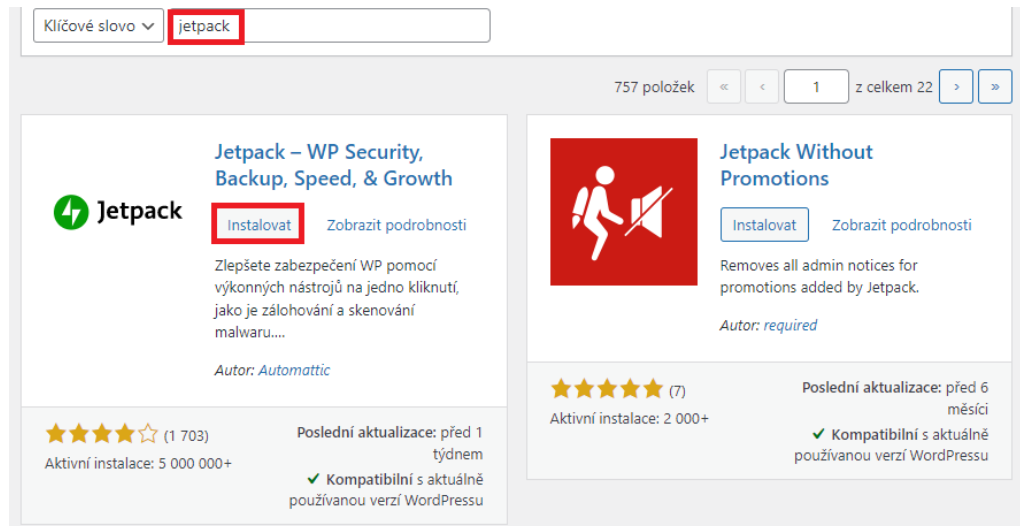 Klíčové slovo
jetpack
757 položek « ‹ 1 z celkem 22 › »
Jetpack
Jetpack – WP Security,
Backup, Speed, & Growth
Instalovat Zobrazit podrobnosti
Zlepšete zabezpečení WP pomocí
výkonných nástrojů na jedno kliknutí,
jako je zálohování a skenování
malwaru....
Autor: Automattic
(1 703)
Aktivní instalace: 5 000 000+
Poslední aktualizace: před 1
týdnem
✔ Kompatibilní s aktuálně
používanou verzí WordPressu
Jetpack Without
Promotions
Instalovat Zobrazit podrobnosti
Removes all admin notices for
promotions added by Jetpack.
Autor: required
(7)
Aktivní instalace: 2 000+
Poslední aktualizace: před 6
měsíci
✔ Kompatibilní s aktuálně
používanou verzí WordPressu